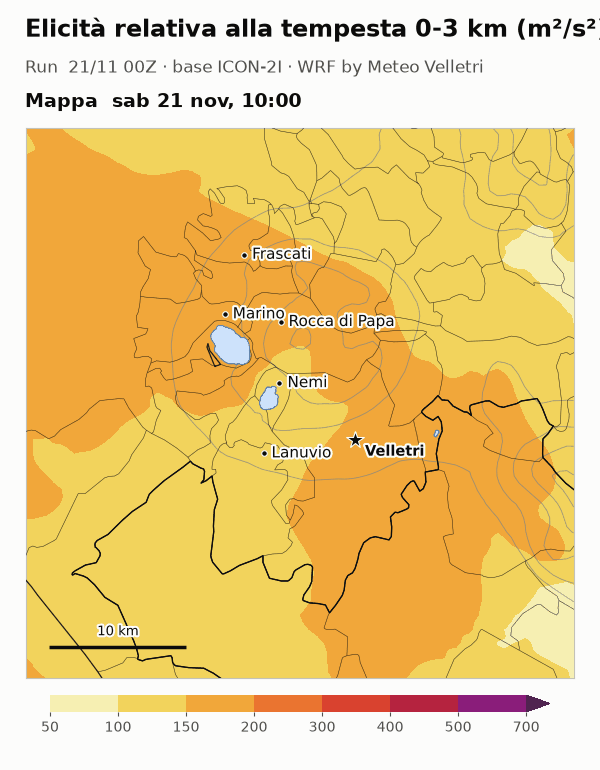 Elicità relativa alla tempesta 0-3 km (m²/s²)
Run  21/11 00Z · base ICON-2I · WRF by Meteo Velletri
Mappa  sab 21 nov, 10:00
Frascati
Marino
Rocca di Papa
Nemi
Velletri
Lanuvio
10 km
50 100 150 200 300 400 500 700